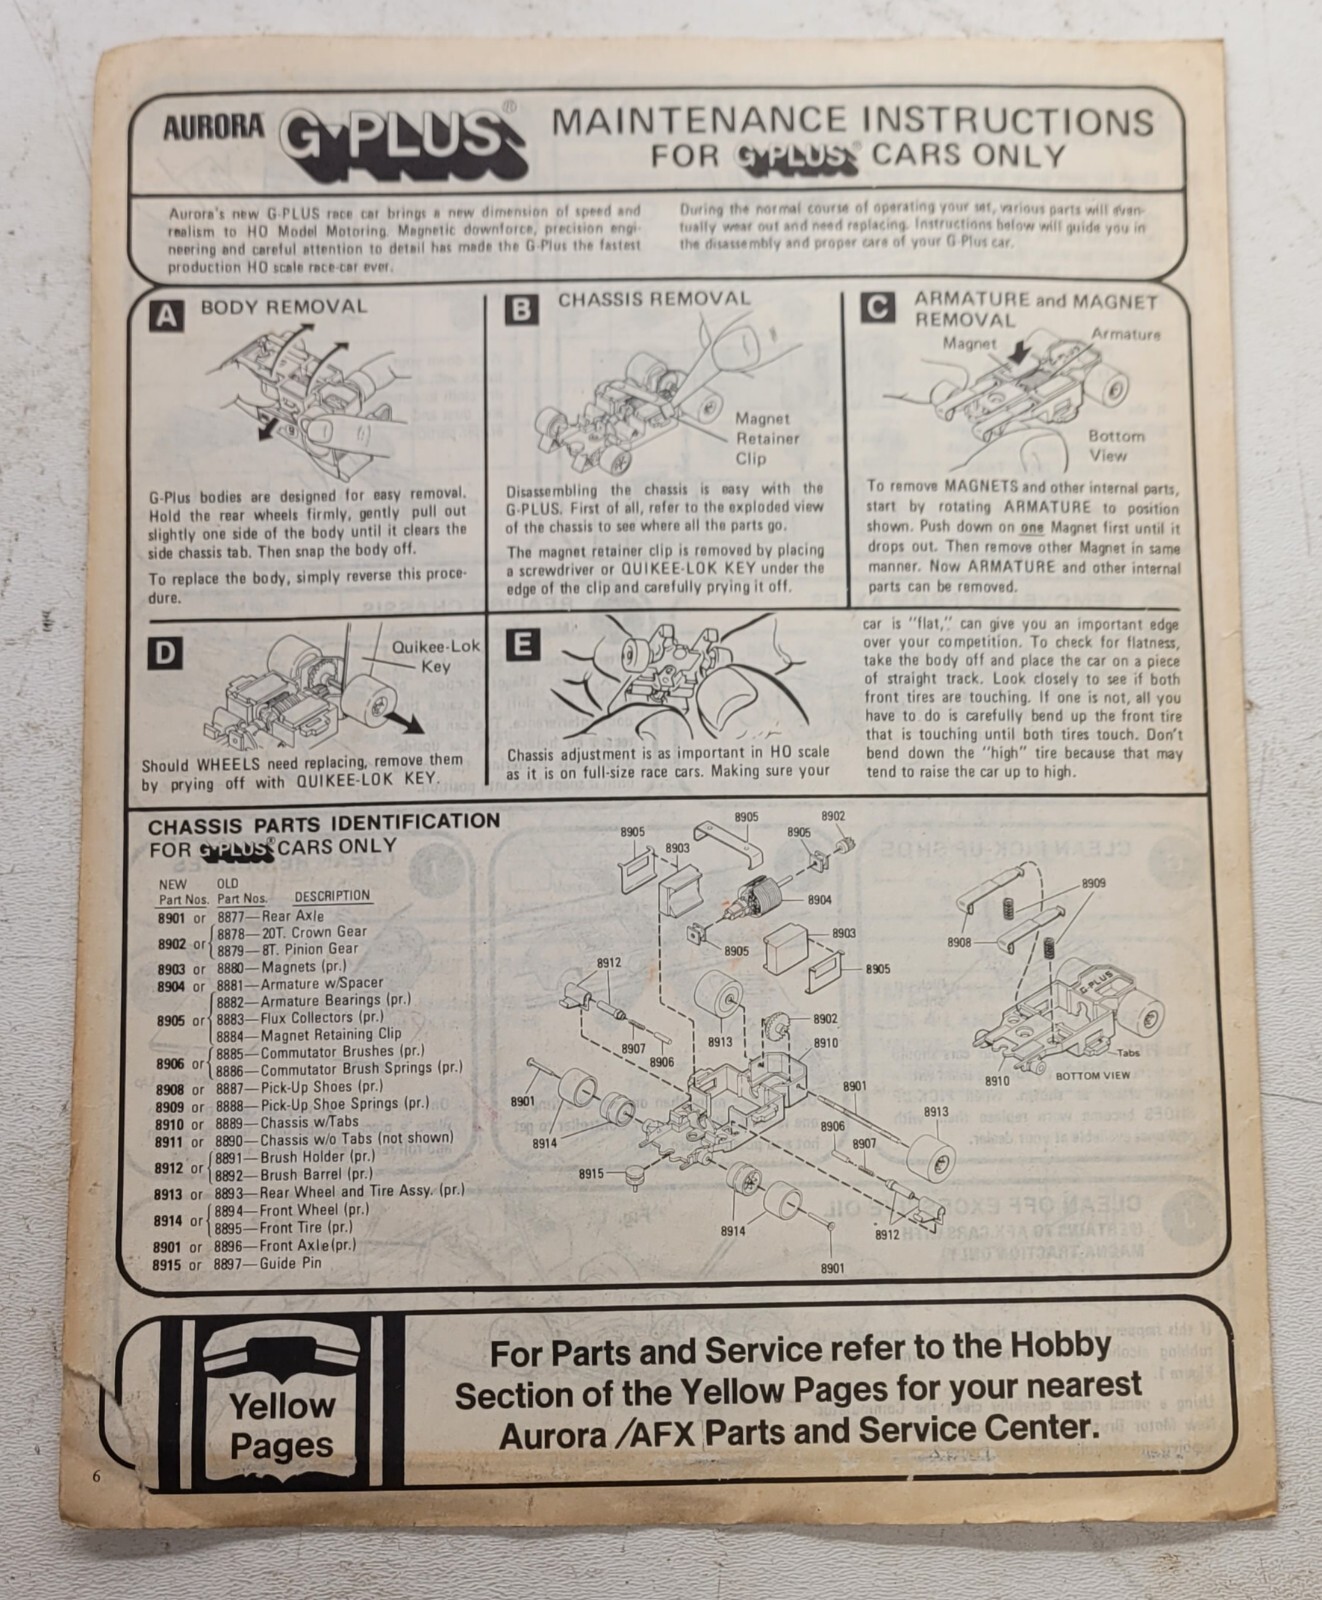 AURORA G-PLUS® MAINTENANCE INSTRUCTIONS
FOR G-PLUS® CARS ONLY
Aurora's new G-PLUS race car brings a new dimension of speed and
realism to HO Model Motoring. Magnetic downforce, precision engi-
neering and careful attention to detail has made the G-Plus the fastest
production HO scale race-car ever.
During the normal course of operating your set, various parts will even-
tually wear out and need replacing. Instructions below will guide you in
the disassembly and proper care of your G-Plus car.
A BODY REMOVAL
G-Plus bodies are designed for easy removal.
Hold the rear wheels firmly, gently pull out
slightly one side of the body until it clears the
side chassis tab. Then snap the body off.
To replace the body, simply reverse this proce-
dure.
B CHASSIS REMOVAL
Magnet
Retainer
Clip
Disassembling the chassis is easy with the
G-PLUS. First of all, refer to the exploded view
of the chassis to see where all the parts go.
The magnet retainer clip is removed by placing
a screwdriver or QUIKEE-LOK KEY under the
edge of the clip and carefully prying it off.
C ARMATURE and MAGNET
REMOVAL
Magnet
Armature
Bottom
View
To remove MAGNETS and other internal parts,
start by rotating ARMATURE to position
shown. Push down on one Magnet first until it
drops out. Then remove other Magnet in same
manner. Now ARMATURE and other internal
parts can be removed.
D
Quikee-Lok
Key
Should WHEELS need replacing, remove them
by prying off with QUIKEE-LOK KEY.
E
Chassis adjustment is as important in HO scale
as it is on full-size race cars. Making sure your
car is "flat," can give you an important edge
over your competition. To check for flatness,
take the body off and place the car on a piece
of straight track. Look closely to see if both
front tires are touching. If one is not, all you
have to do is carefully bend up the front tire
that is touching until both tires touch. Don't
bend down the "high" tire because that may
tend to raise the car up to high.
CHASSIS PARTS IDENTIFICATION
FOR G-PLUS® CARS ONLY
NEW OLD
Part Nos. Part Nos. DESCRIPTION
8901 or 8877—Rear Axle
8902 or 8878—20T. Crown Gear
8879—8T. Pinion Gear
8903 or 8880—Magnets (pr.)
8904 or 8881—Armature w/Spacer
8905 or 8882—Armature Bearings (pr.)
8883—Flux Collectors (pr.)
8884—Magnet Retaining Clip
8906 or 8885—Commutator Brushes (pr.)
8886—Commutator Brush Springs (pr.)
8908 or 8887—Pick-Up Shoes (pr.)
8909 or 8888—Pick-Up Shoe Springs (pr.)
8910 or 8889—Chassis w/Tabs
8911 or 8890—Chassis w/o Tabs (not shown)
8912 or 8891—Brush Holder (pr.)
8892—Brush Barrel (pr.)
8913 or 8893—Rear Wheel and Tire Assy. (pr.)
8914 or 8894—Front Wheel (pr.)
8895—Front Tire (pr.)
8901 or 8896—Front Axle (pr.)
8915 or 8897—Guide Pin
8905
8903
8905
8905
8902
8904
8905
8903
8905
8912
8907
8906
8913
8902
8910
8901
8914
8915
8901
8906
8907
8913
8914
8912
8901
8909
8908
G-PLUS
Tabs
8910
BOTTOM VIEW
Yellow
Pages
For Parts and Service refer to the Hobby
Section of the Yellow Pages for your nearest
Aurora/AFX Parts and Service Center.
6